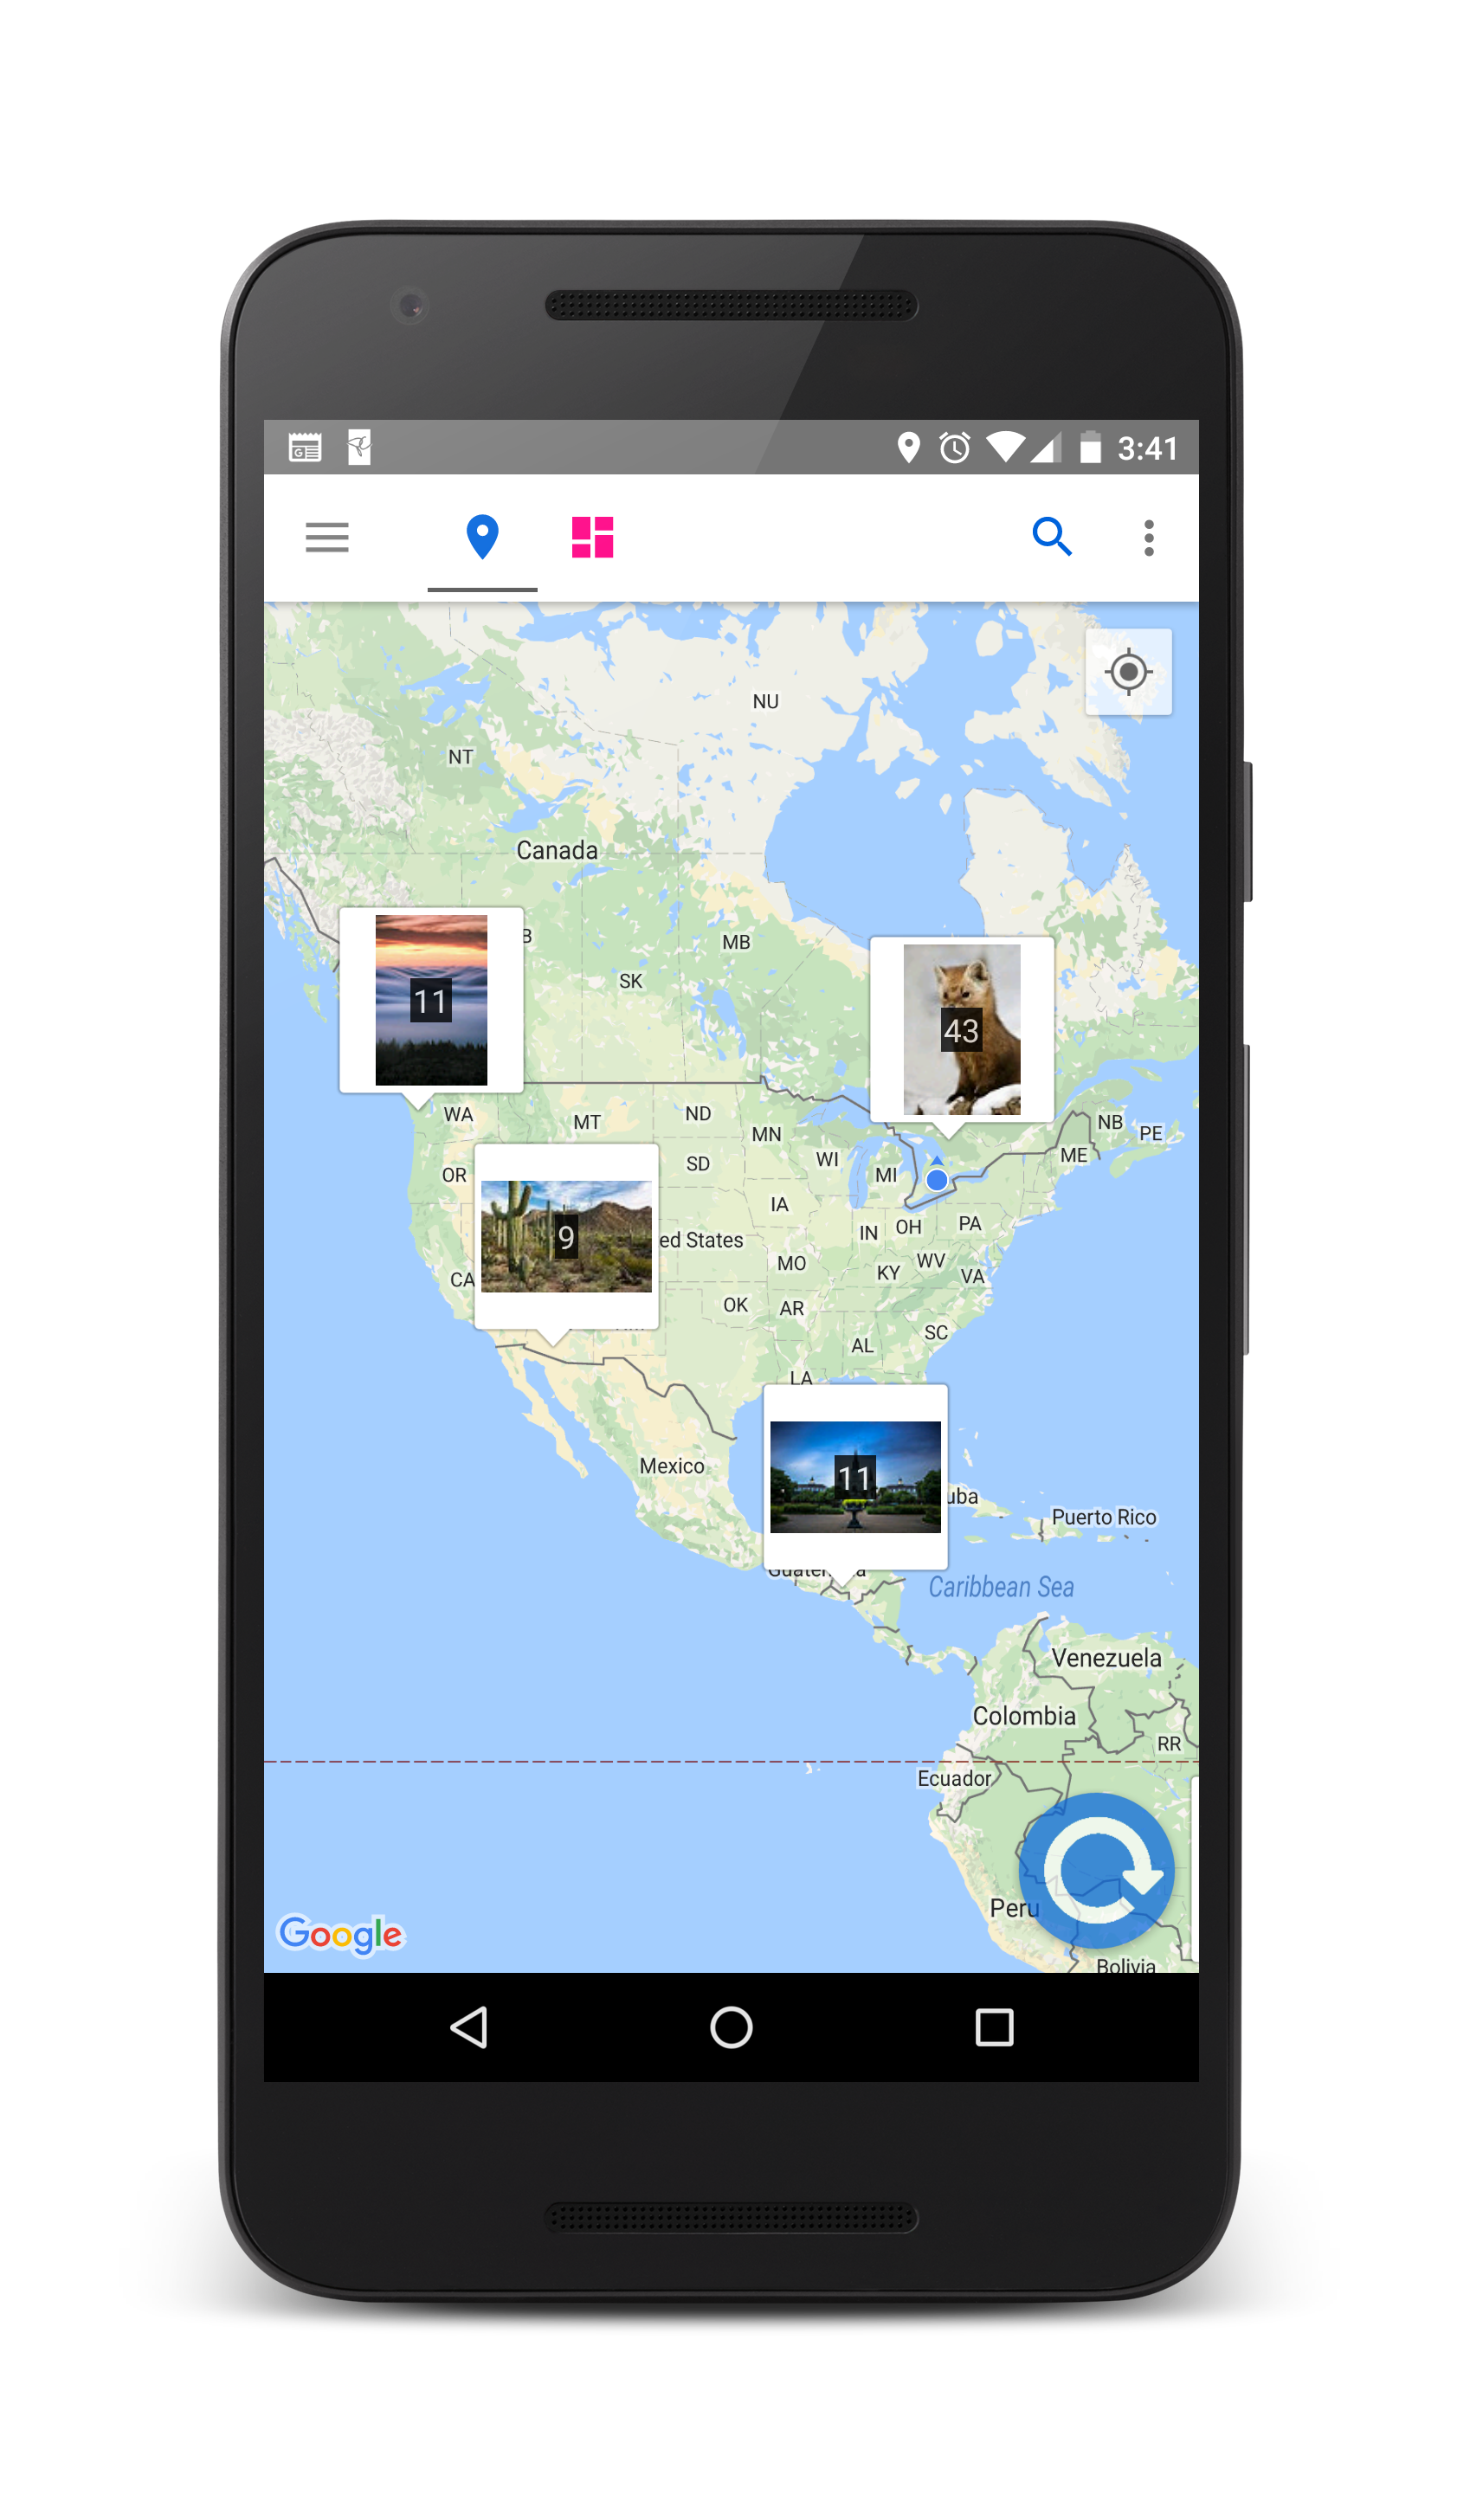 3:41
NU
NT
Canada
B
MB
SK
11
43
WA
MT
ND
MN
NB
PE
OR
SD
WI
MI
ME
IA
9
ed States
IN
OH
PA
MO
KY
WV
VA
CA
OK
AR
SC
AL
LA
Mexico
11
uba
Puerto Rico
Caribbean Sea
Venezuela
Colombia
RR
Ecuador
Peru
Google
Bolivia